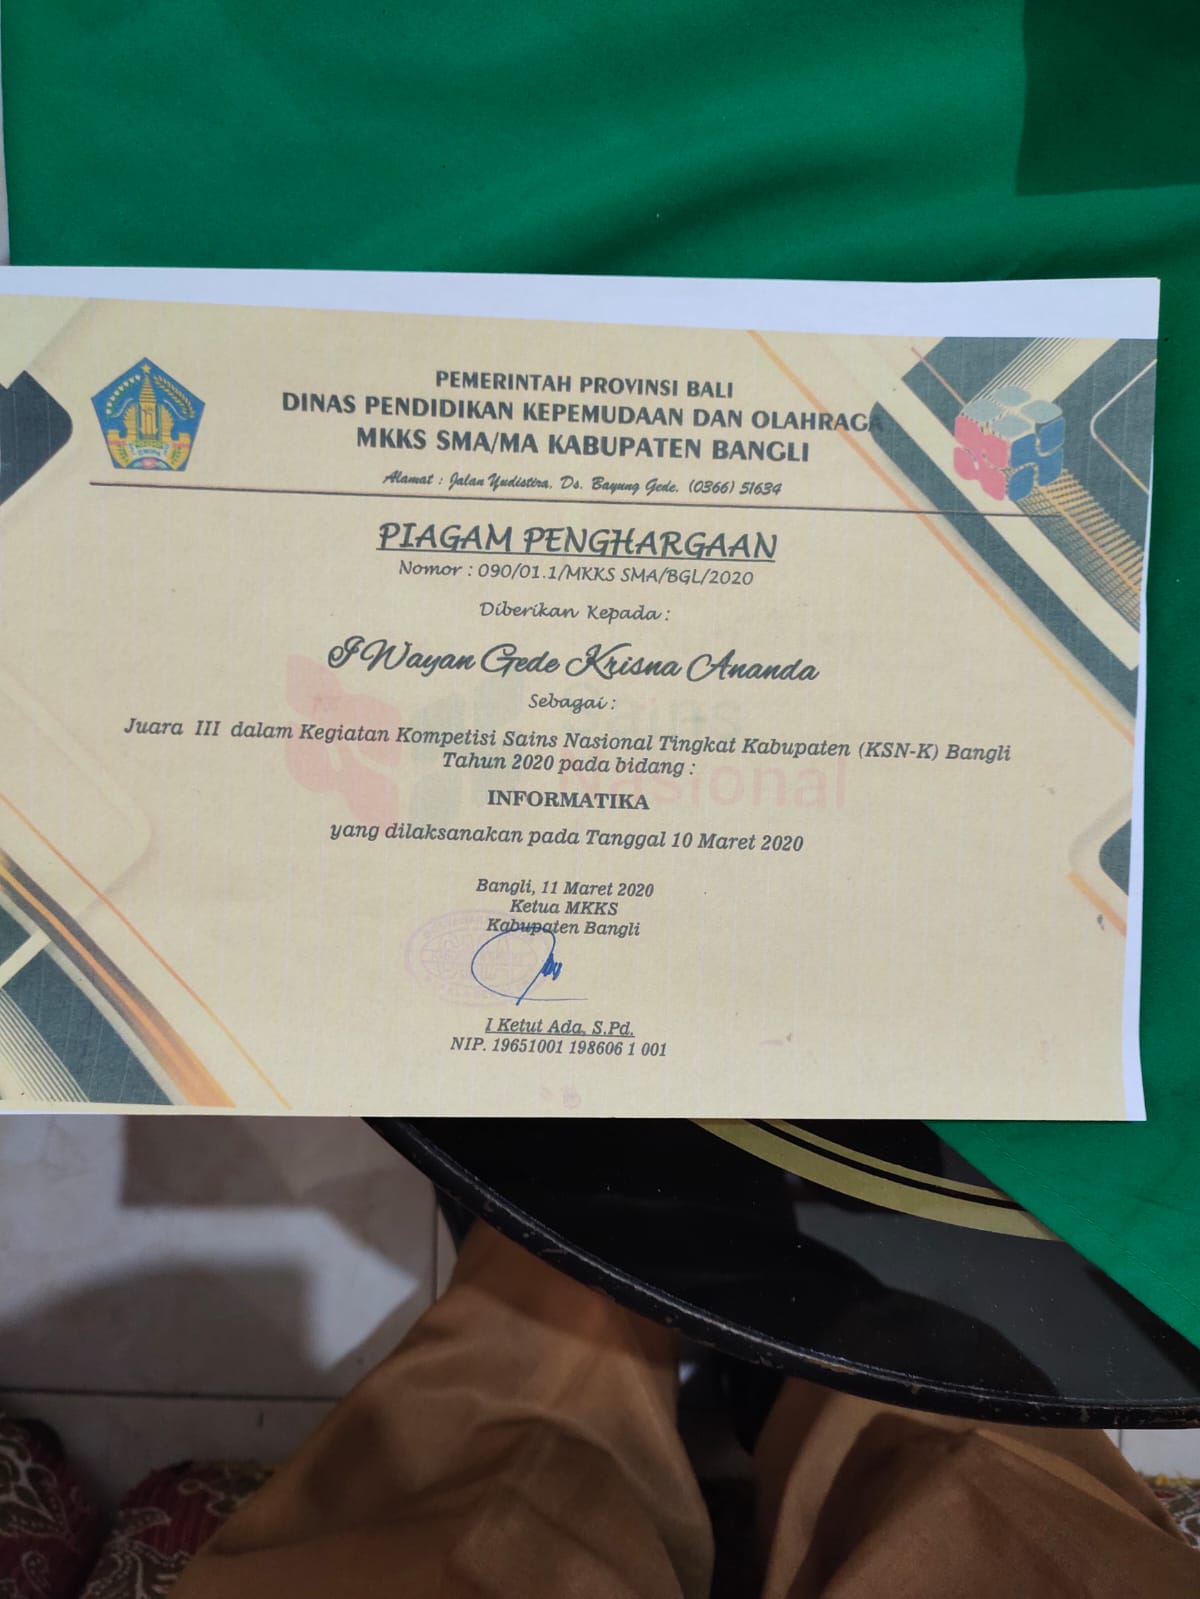 PEMERINTAH PROVINSI BALI
DINAS PENDIDIKAN KEPEMUDAAN DAN OLAHRAGA
MKKS SMA/MA KABUPATEN BANGLI
Alamat : Jalan Yudistira, Ds. Bayung Gede, (0366) 51634
PIAGAM PENGHARGAAN
Nomor : 090/01.1/MKKS SMA/BGL/2020
Diberikan Kepada :
I Wayan Gede Krisna Ananda
Sebagai :
Juara III dalam Kegiatan Kompetisi Sains Nasional Tingkat Kabupaten (KSN-K) Bangli
Tahun 2020 pada bidang :
INFORMATIKA
yang dilaksanakan pada Tanggal 10 Maret 2020
Bangli, 11 Maret 2020
Ketua MKKS
Kabupaten Bangli
I Ketut Ada, S.Pd.
NIP. 19651001 198606 1 001